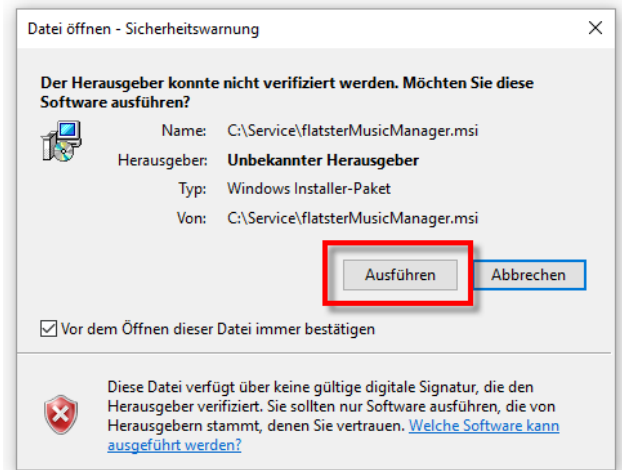 Datei öffnen - Sicherheitswarnung
Der Herausgeber konnte nicht verifiziert werden. Möchten Sie diese
Software ausführen?
Name: C:\Service\flatsterMusicManager.msi
Herausgeber: Unbekannter Herausgeber
Typ: Windows Installer-Paket
Von: C:\Service\flatsterMusicManager.msi
Ausführen Abbrechen
Vor dem Öffnen dieser Datei immer bestätigen
Diese Datei verfügt über keine gültige digitale Signatur, die den
Herausgeber verifiziert. Sie sollten nur Software ausführen, die von
Herausgebern stammt, denen Sie vertrauen. Welche Software kann
ausgeführt werden?